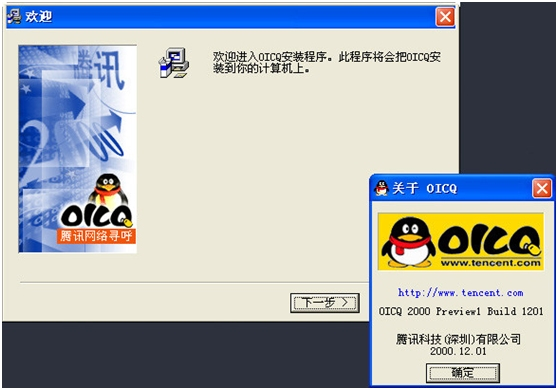 欢迎
腾讯
2000
欢迎进入OICQ安装程序。此程序将会把OICQ安
装到你的计算机上。
OICQ
腾讯网络寻呼
下一步 >
关于 OICQ
OICQ
www.tencent.com
http://www.tencent.com
OICQ 2000 Preview1 Build 1201
腾讯科技(深圳)有限公司
2000.12.01
确定